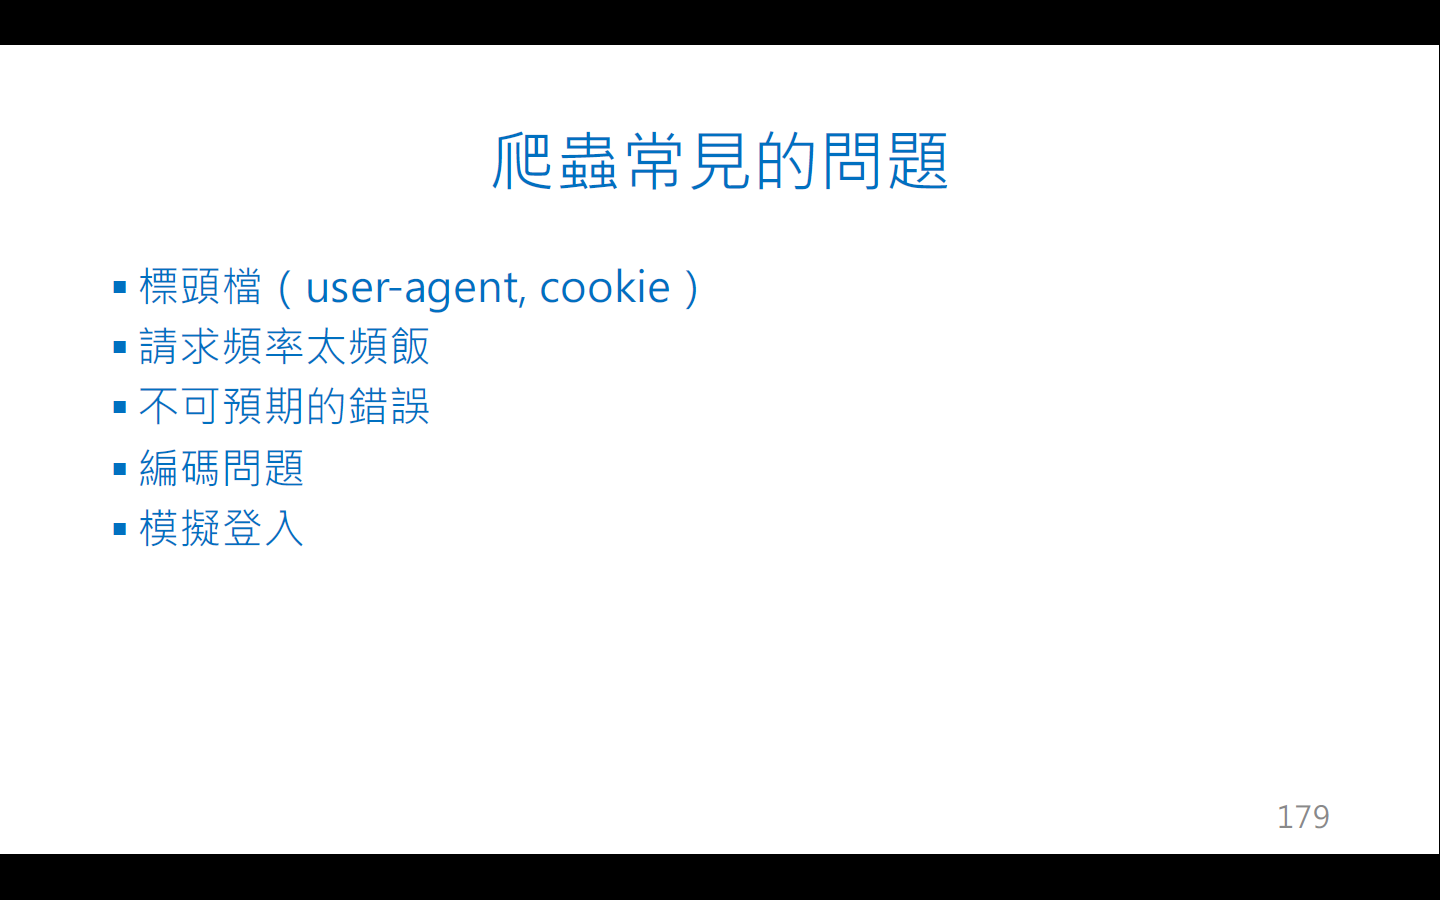 爬蟲常見的問題
▪ 標頭檔（user-agent, cookie）
▪ 請求頻率太頻飯
▪ 不可預期的錯誤
▪ 編碼問題
▪ 模擬登入
179